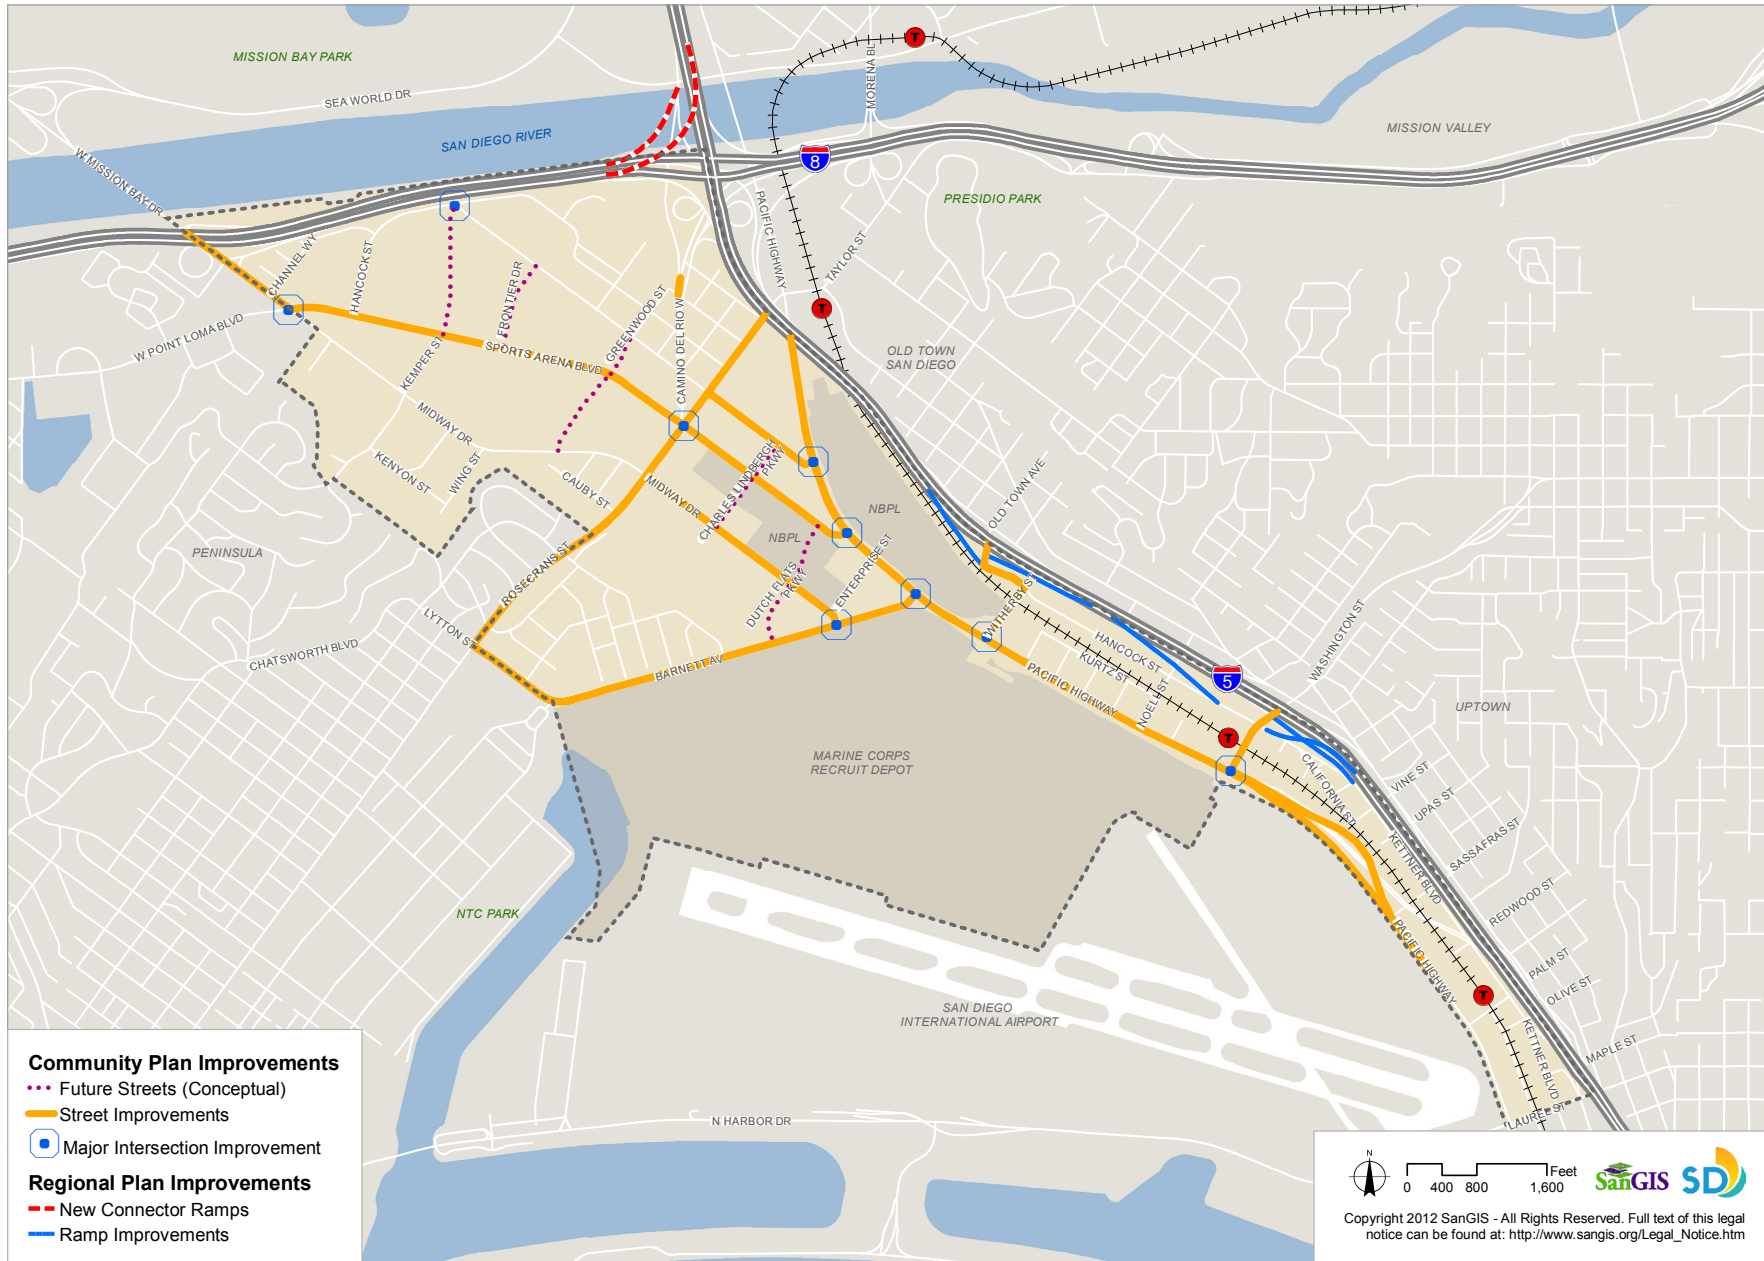 MISSION BAY PARK
SEA WORLD DR
SAN DIEGO RIVER
W MISSION BAY DR
MORENA BL
T
8
MISSION VALLEY
PRESIDIO PARK
PACIFIC HIGHWAY
TAYLOR ST
T
CHANNEL WY
HANCOCK ST
FRONTIER DR
GREENWOOD ST
CAMINO DEL RIO W
W POINT LOMA BLVD
KEMPER ST
SPORTS ARENA BLVD
OLD TOWN
SAN DIEGO
MIDWAY DR
KENYON ST
WING ST
CAUBY ST
MIDWAY DR
CHARLES LINDBERGH
PKWY
NBPL
NBPL
OLD TOWN AVE
PENINSULA
ROSECRANS ST
LYTTON ST
CHATSWORTH BLVD
DUTCH FLATS
PKWY
ENTERPRISE ST
BARNETT AV
WITHERBY ST
HANCOCK ST
KURTZ ST
PACIFIC HIGHWAY
NOELL ST
WASHINGTON ST
5
UPTOWN
T
MARINE CORPS
RECRUIT DEPOT
CALIFORNIA ST
VINE ST
UPAS ST
SASSAFRAS ST
KETTNER BLVD
REDWOOD ST
PACIFIC HIGHWAY
PALM ST
OLIVE ST
T
KETTNER BLVD
MAPLE ST
LAUREL ST
NTC PARK
SAN DIEGO
INTERNATIONAL AIRPORT
N HARBOR DR
Community Plan Improvements
Future Streets (Conceptual)
Street Improvements
Major Intersection Improvement
Regional Plan Improvements
New Connector Ramps
Ramp Improvements
N
Feet
0 400 800 1,600
SanGIS
SD
Copyright 2012 SanGIS - All Rights Reserved. Full text of this legal
notice can be found at: http://www.sangis.org/Legal_Notice.htm